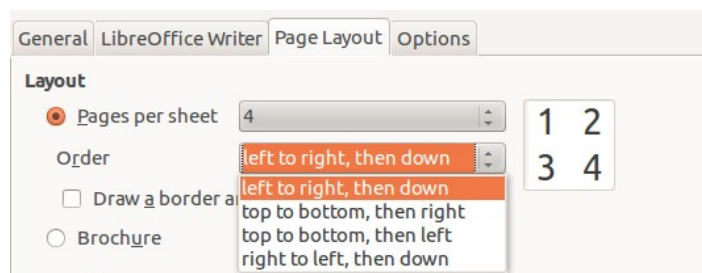 General LibreOffice Writer Page Layout Options
Layout
Pages per sheet 4
1 2
Order left to right, then down
3 4
left to right, then down
Draw a border
top to bottom, then right
top to bottom, then left
Brochure
right to left, then down